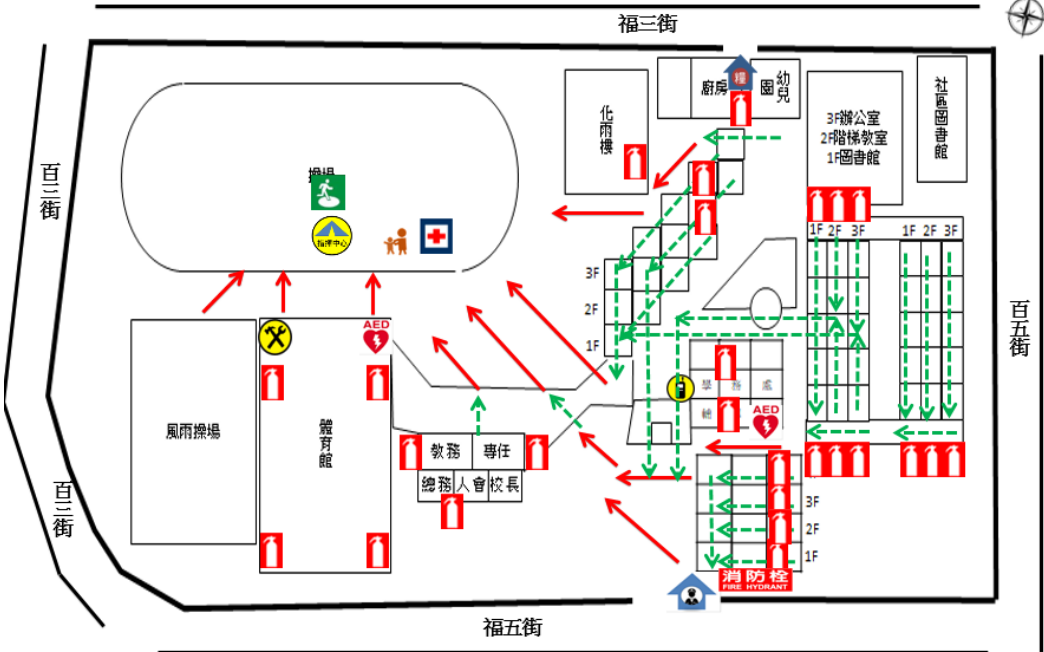 福三街
廚房
糧
幼兒
園
化雨樓
3F辦公室
2F階梯教室
1F圖書館
社區圖書館
操場
指揮中心
百三街
1F 2F 3F
1F 2F 3F
3F
2F
1F
百五街
AED
學 務 處
輔
AED
風雨操場
體育館
教務
專任
總務
人會
校長
3F
2F
1F
消防栓
FIRE HYDRANT
百三街
福五街